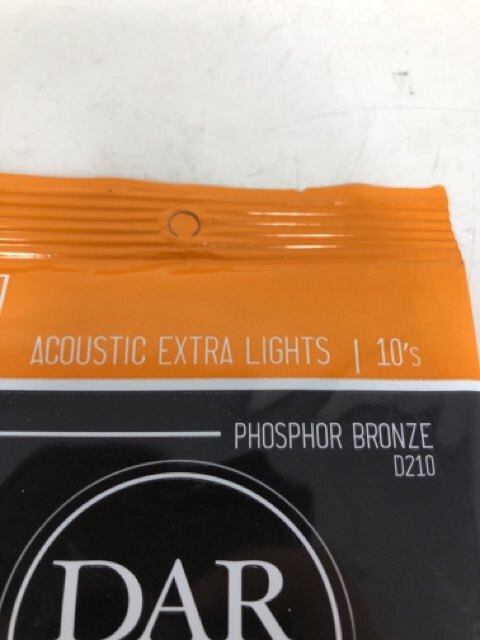 ACOUSTIC EXTRA LIGHTS | 10's
PHOSPHOR BRONZE
D210
DAR